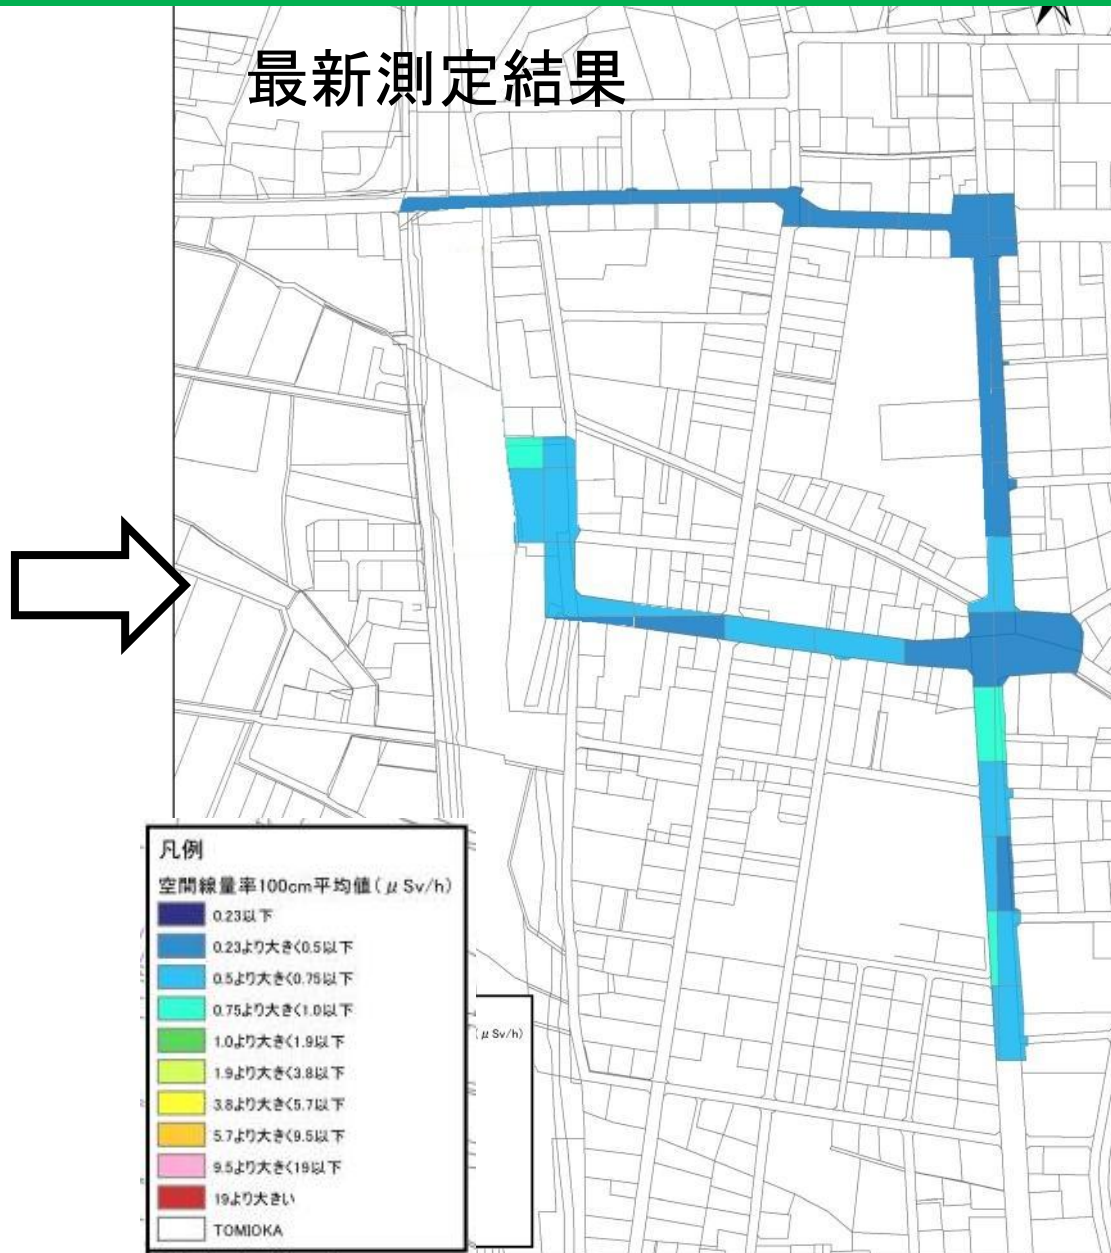 最新測定結果
凡例
空間線量率100cm平均値(μSv/h)
0.23以下
0.23より大きく0.5以下
0.5より大きく0.75以下
0.75より大きく1.0以下
1.0より大きく1.9以下
1.9より大きく3.8以下
3.8より大きく5.7以下
5.7より大きく9.5以下
9.5より大きく19以下
19より大きい
TOMIOKA
(μSv/h)